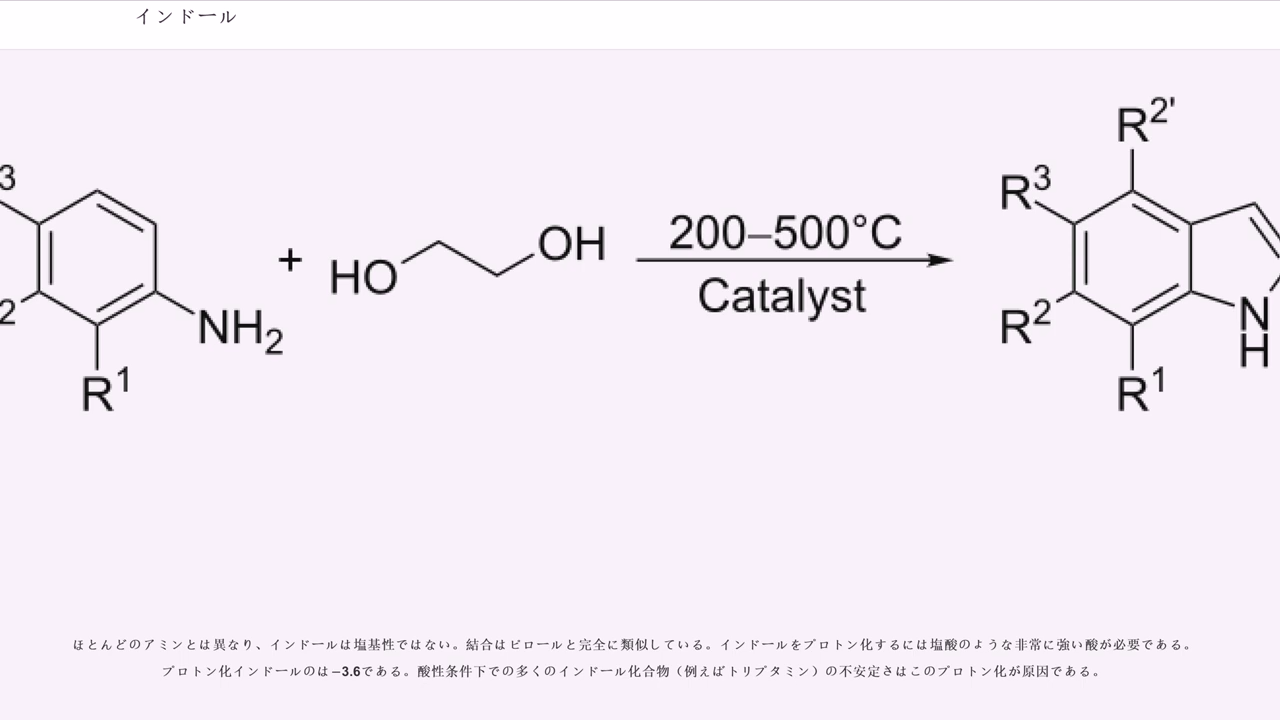 インドール
R2'
3
R3
200–500°C
+
HO
OH
Catalyst
2
NH2
R2
N
H
R1
R1
ほとんどのアミンとは異なり、インドールは塩基性ではない。結合はピロールと完全に類似している。インドールをプロトン化するには塩酸のような非常に強い酸が必要である。
プロトン化インドールのは−3.6である。酸性条件下での多くのインドール化合物（例えばトリプタミン）の不安定さはこのプロトン化が原因である。